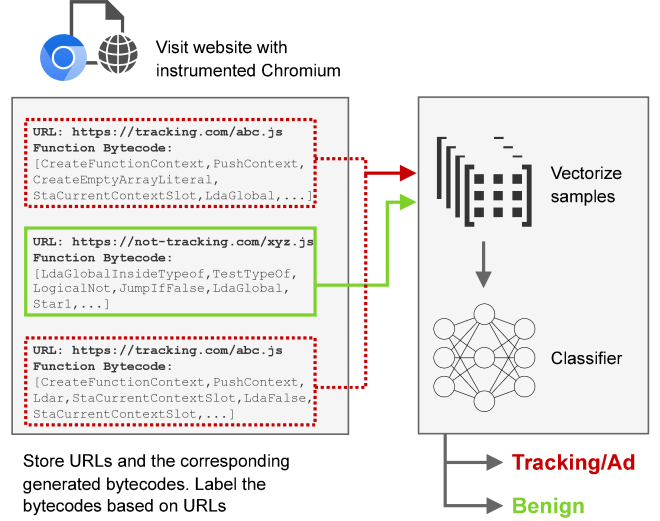 Visit website with
instrumented Chromium
URL: https://tracking.com/abc.js
Function Bytecode:
[CreateFunctionContext,PushContext,
CreateEmptyArrayLiteral,
StaCurrentContextSlot,LdaGlobal,...]
URL: https://not-tracking.com/xyz.js
Function Bytecode:
[LdaGlobalInsideTypeof,TestTypeOf,
LogicalNot,JumpIfFalse,LdaGlobal,
Star1,...]
URL: https://tracking.com/abc.js
Function Bytecode:
[CreateFunctionContext,PushContext,
Ldar,StaCurrentContextSlot,LdaFalse,
StaCurrentContextSlot,...]
Store URLs and the corresponding
generated bytecodes. Label the
bytecodes based on URLs
Vectorize
samples
Classifier
Tracking/Ad
Benign